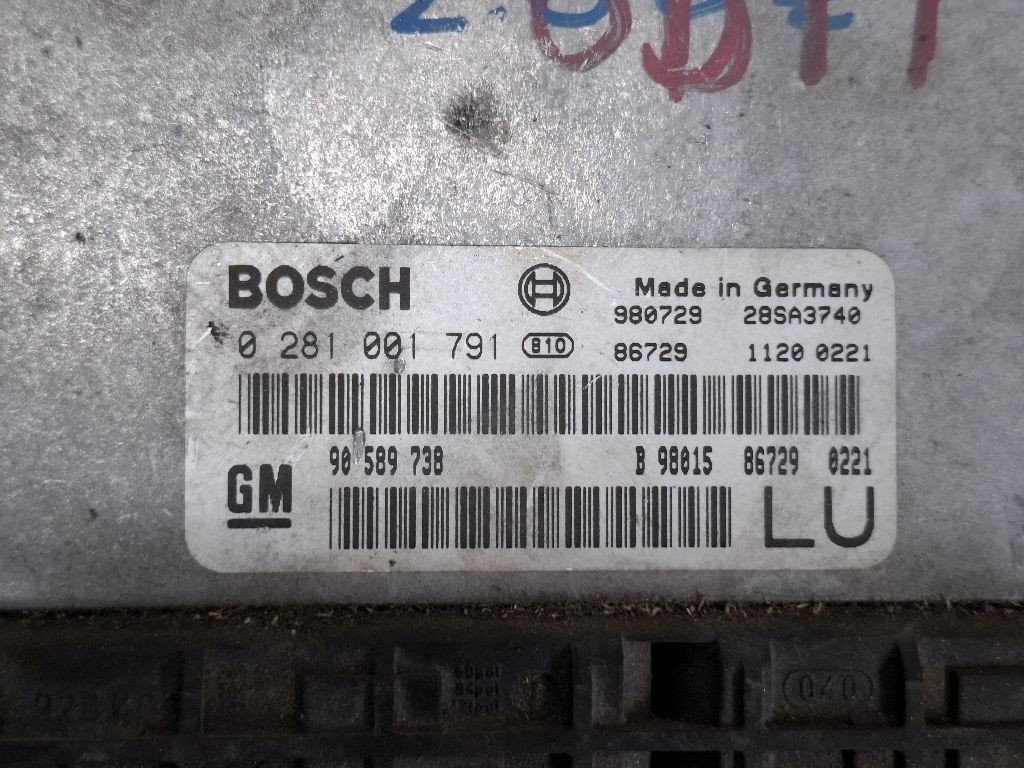 BOSCH
Made in Germany
980729 28SA3740
0 281 001 791 810 86729 1120 0221
90 589 738 B 98015 86729 0221
GM
LU
040